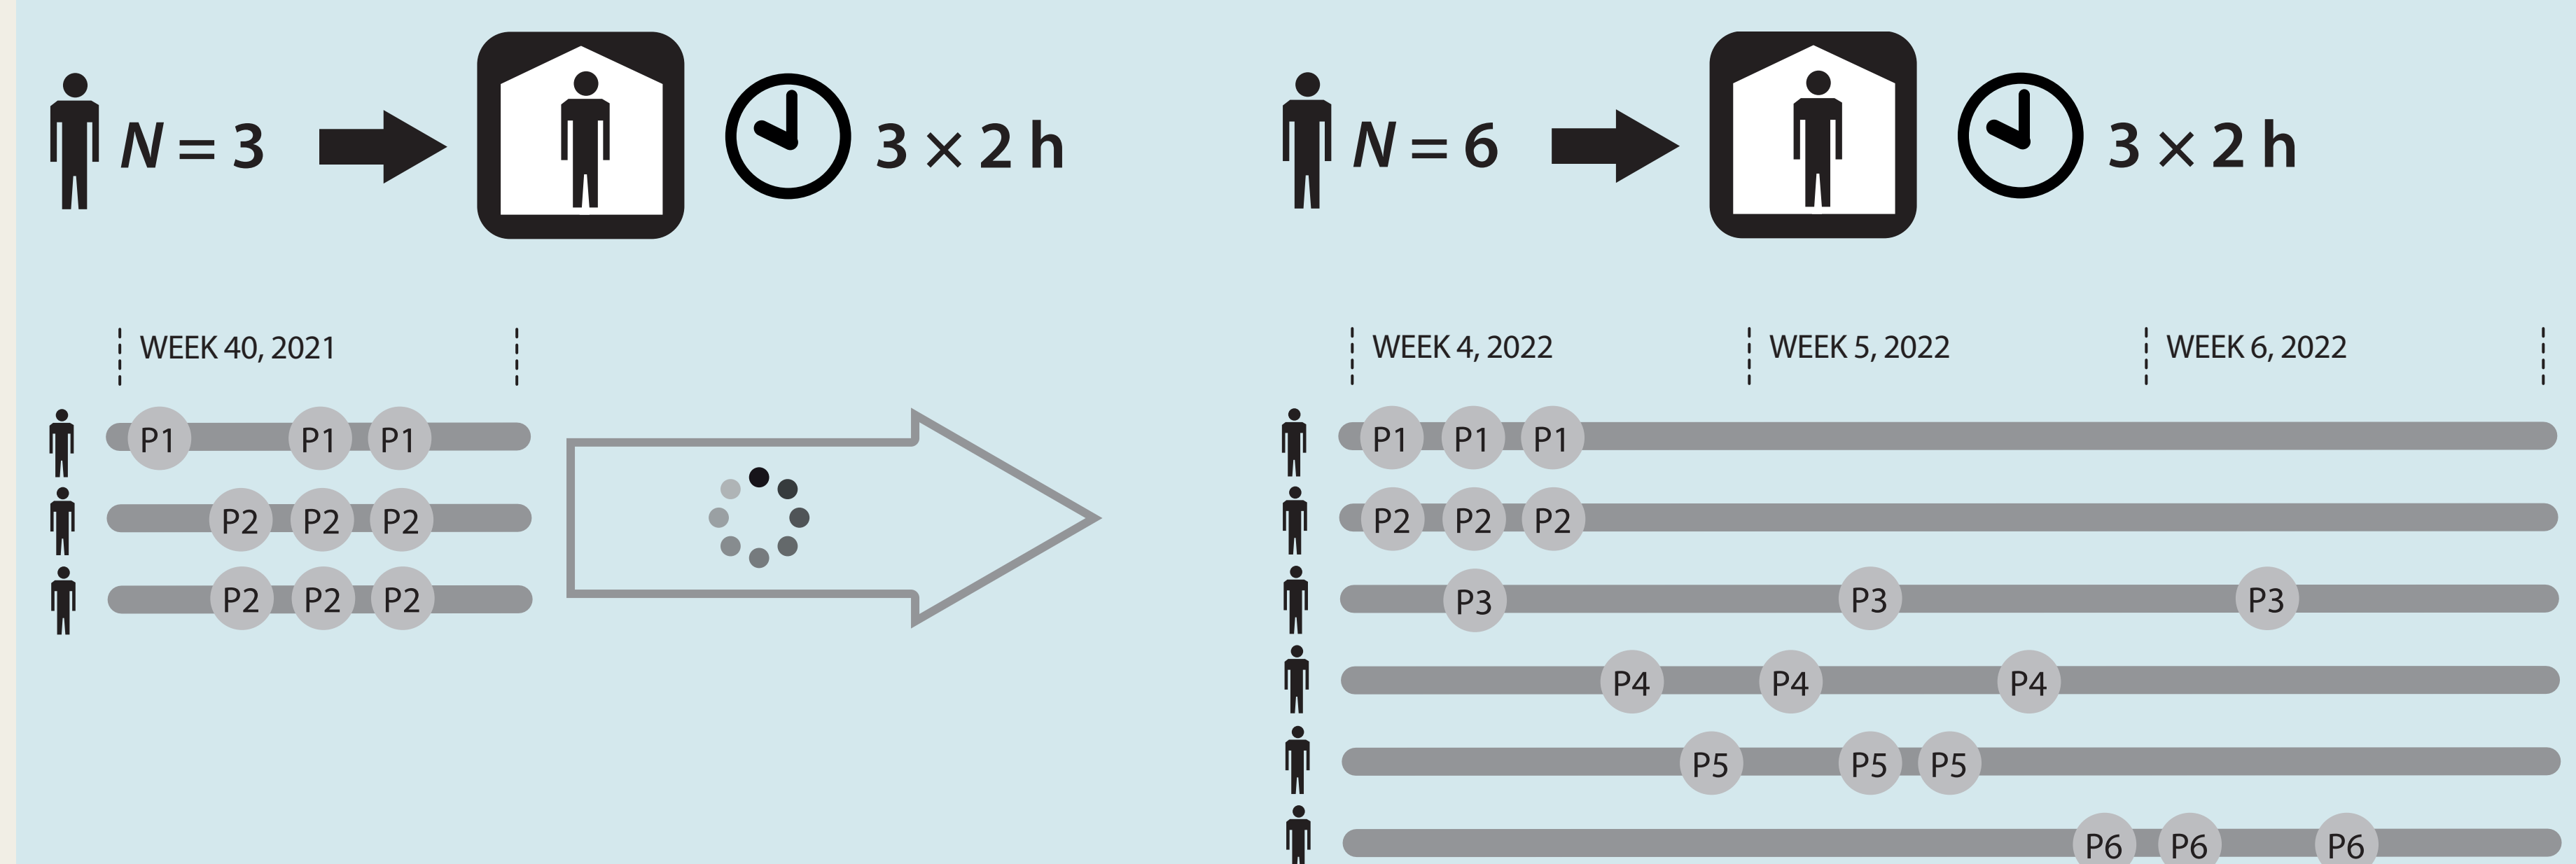 N = 3
3 × 2 h
N = 6
3 × 2 h
WEEK 40, 2021
P1 P1 P1
P2 P2 P2
P2 P2 P2
WEEK 4, 2022 WEEK 5, 2022 WEEK 6, 2022
P1 P1 P1
P2 P2 P2
P3 P3 P3
P4 P4 P4
P5 P5 P5
P6 P6 P6